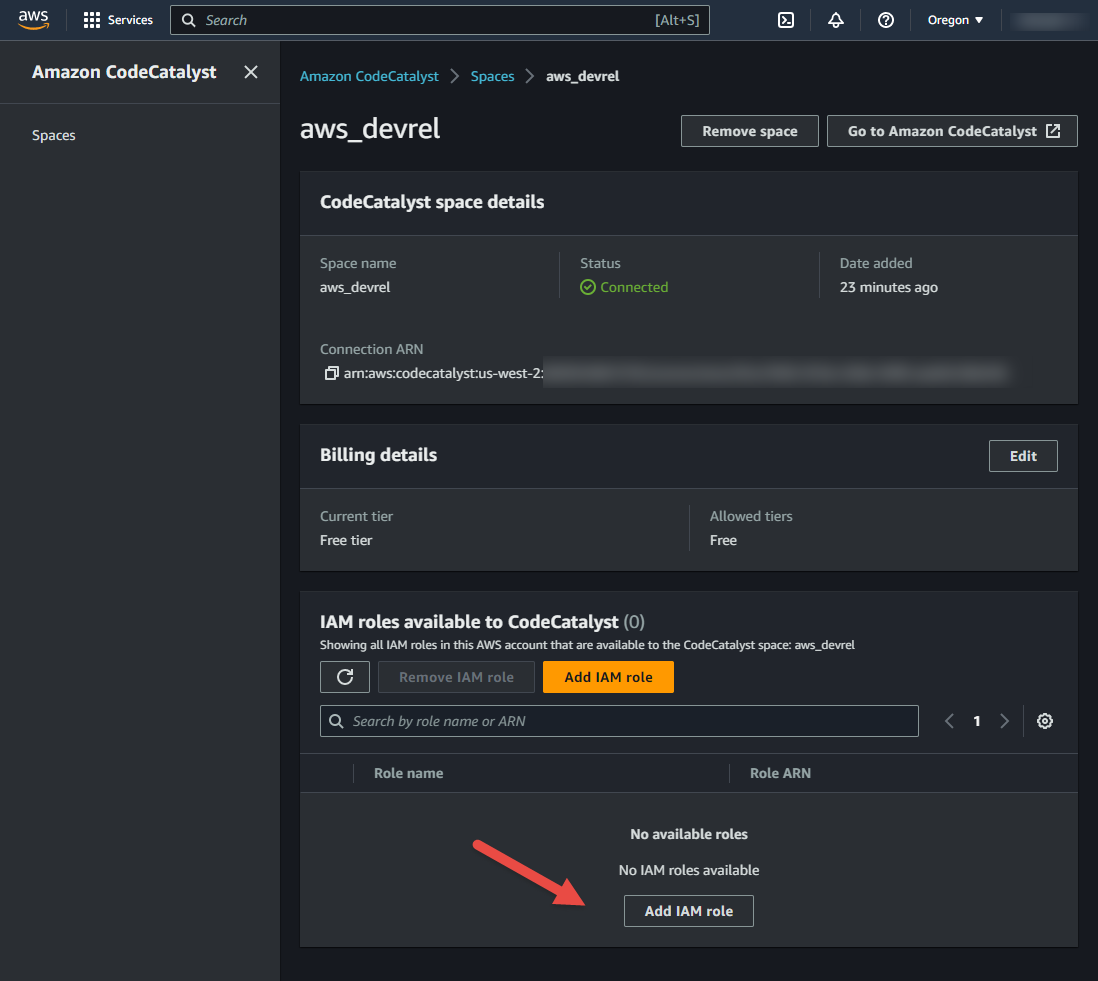 aws
Services
Search
[Alt+S]
Oregon
Amazon CodeCatalyst
Spaces
Amazon CodeCatalyst
Spaces
aws_devrel
aws_devrel
Remove space
Go to Amazon CodeCatalyst
CodeCatalyst space details
Space name
aws_devrel
Status
Connected
Date added
23 minutes ago
Connection ARN
arn:aws:codecatalyst:us-west-2:
Billing details
Edit
Current tier
Free tier
Allowed tiers
Free
IAM roles available to CodeCatalyst (0)
Showing all IAM roles in this AWS account that are available to the CodeCatalyst space: aws_devrel
Remove IAM role
Add IAM role
Search by role name or ARN
1
Role name
Role ARN
No available roles
No IAM roles available
Add IAM role